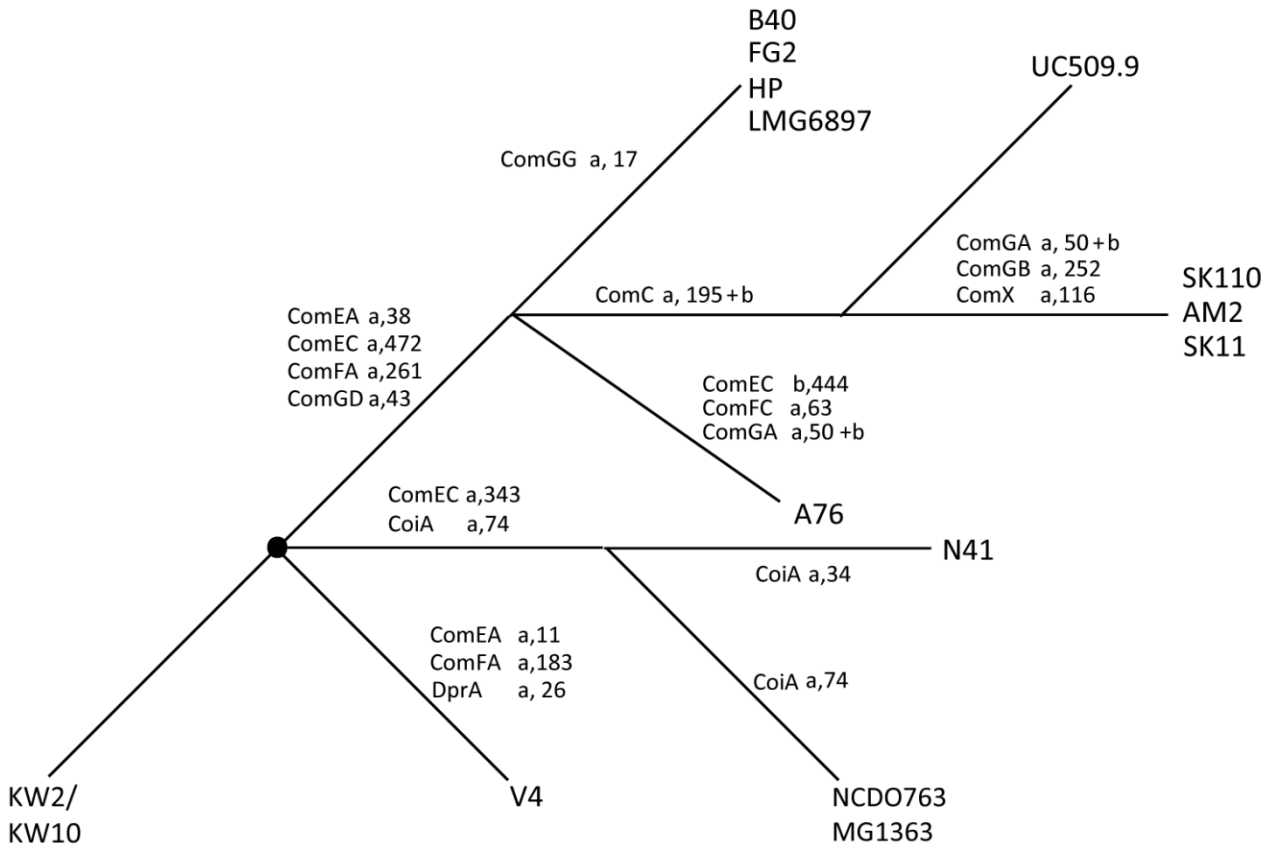 B40
FG2
HP
LMG6897
UC509.9
ComGG a, 17
ComGA a, 50+b
ComGB a, 252
ComX a,116
SK110
AM2
SK11
ComC a, 195+b
ComEA a,38
ComEC a,472
ComFA a,261
ComGD a,43
ComEC b,444
ComFC a,63
ComGA a,50 +b
A76
ComEC a,343
CoiA a,74
N41
CoiA a,34
ComEA a,11
ComFA a,183
DprA a, 26
CoiA a,74
KW2/
KW10
V4
NCDO763
MG1363